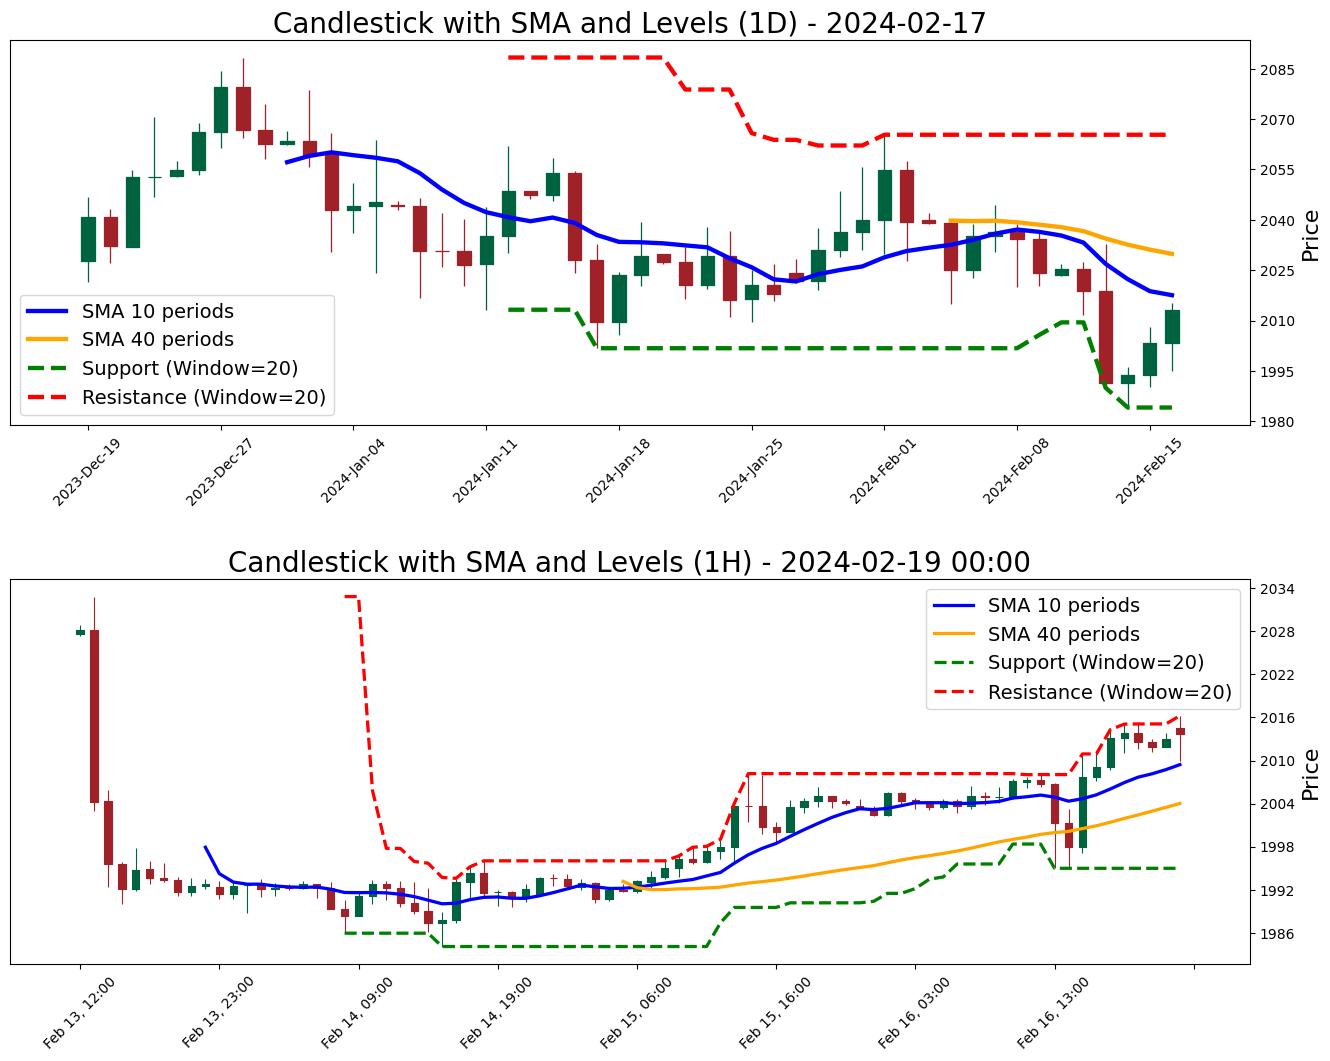 Candlestick with SMA and Levels (1D) - 2024-02-17
2085
2070
2055
2040
2025
2010
1995
1980
Price
SMA 10 periods
SMA 40 periods
Support (Window=20)
Resistance (Window=20)
2023-Dec-19
2023-Dec-27
2024-Jan-04
2024-Jan-11
2024-Jan-18
2024-Jan-25
2024-Feb-01
2024-Feb-08
2024-Feb-15
Candlestick with SMA and Levels (1H) - 2024-02-19 00:00
SMA 10 periods
SMA 40 periods
Support (Window=20)
Resistance (Window=20)
2034
2028
2022
2016
2010
2004
1998
1992
1986
Price
Feb 13, 12:00
Feb 13, 23:00
Feb 14, 09:00
Feb 14, 19:00
Feb 15, 06:00
Feb 15, 16:00
Feb 16, 03:00
Feb 16, 13:00